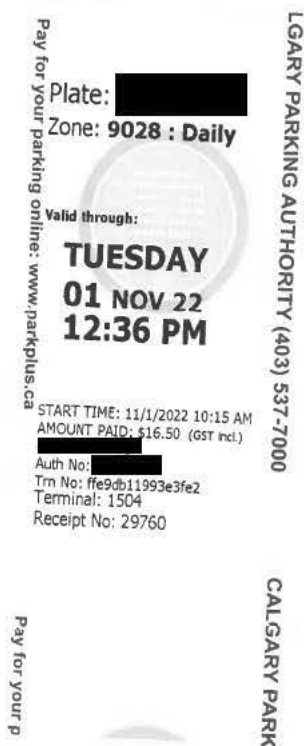 Plate:
Zone: 9028 : Daily
Valid through:
TUESDAY
01 NOV 22
12:36 PM
START TIME: 11/1/2022 10:15 AM
AMOUNT PAID: $16.50 (GST incl.)
Auth No:
Trn No: ffe9db11993e3fe2
Terminal: 1504
Receipt No: 29760
Pay for your parking online: www.parkplus.ca
LGARY PARKING AUTHORITY (403) 537-7000
Pay for your p
CALGARY PARK